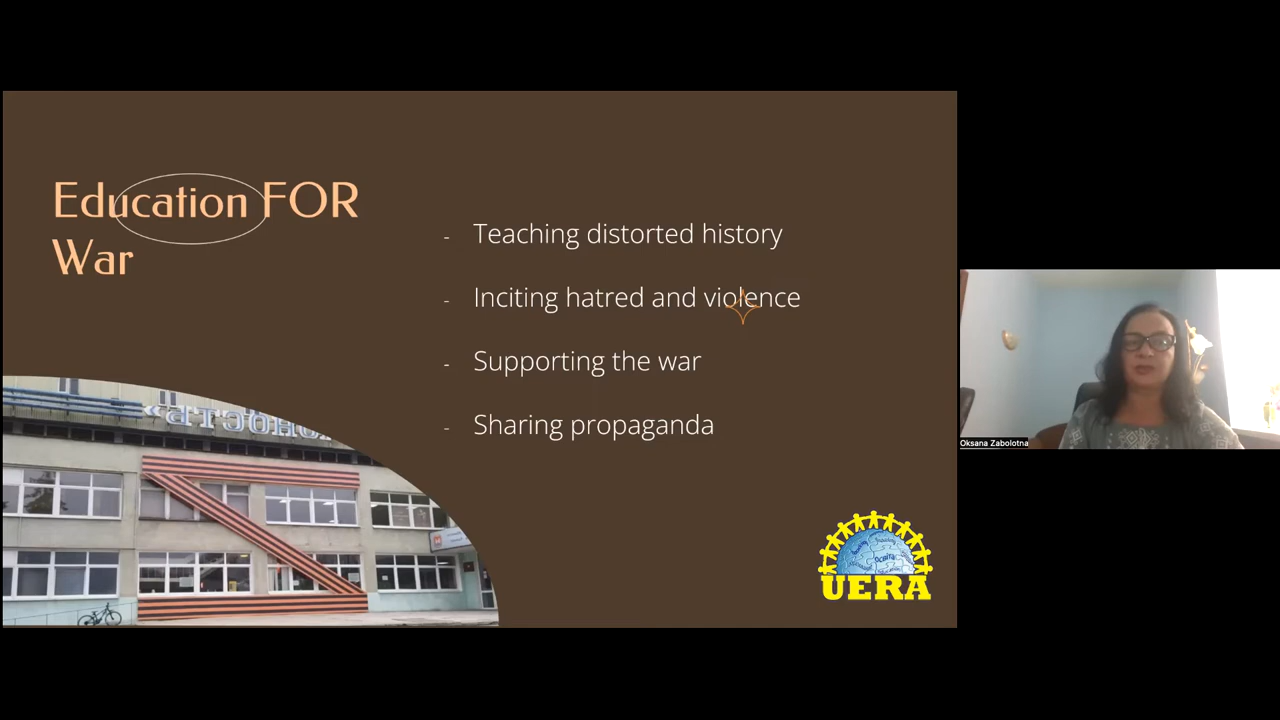 Education FOR
War
- Teaching distorted history
- Inciting hatred and violence
- Supporting the war
- Sharing propaganda
UERA
Oksana Zabolotna